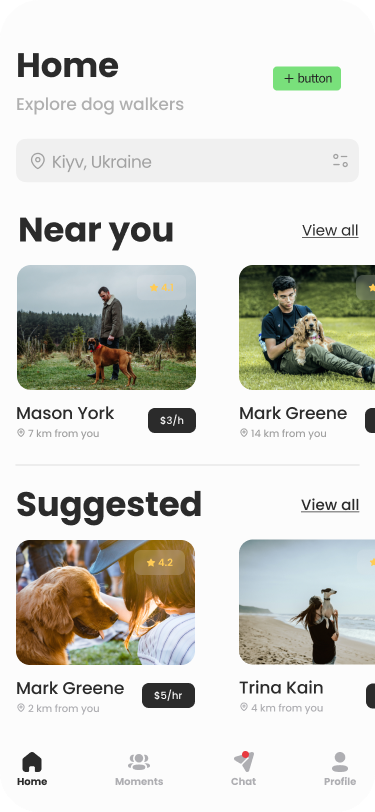 Home
+ button
Explore dog walkers
Kiyv, Ukraine
Near you
View all
Mason York
$3/h
7 km from you
Mark Greene
14 km from you
Suggested
View all
4.2
Mark Greene
$5/hr
2 km from you
Trina Kain
4 km from you
Home
Moments
Chat
Profile